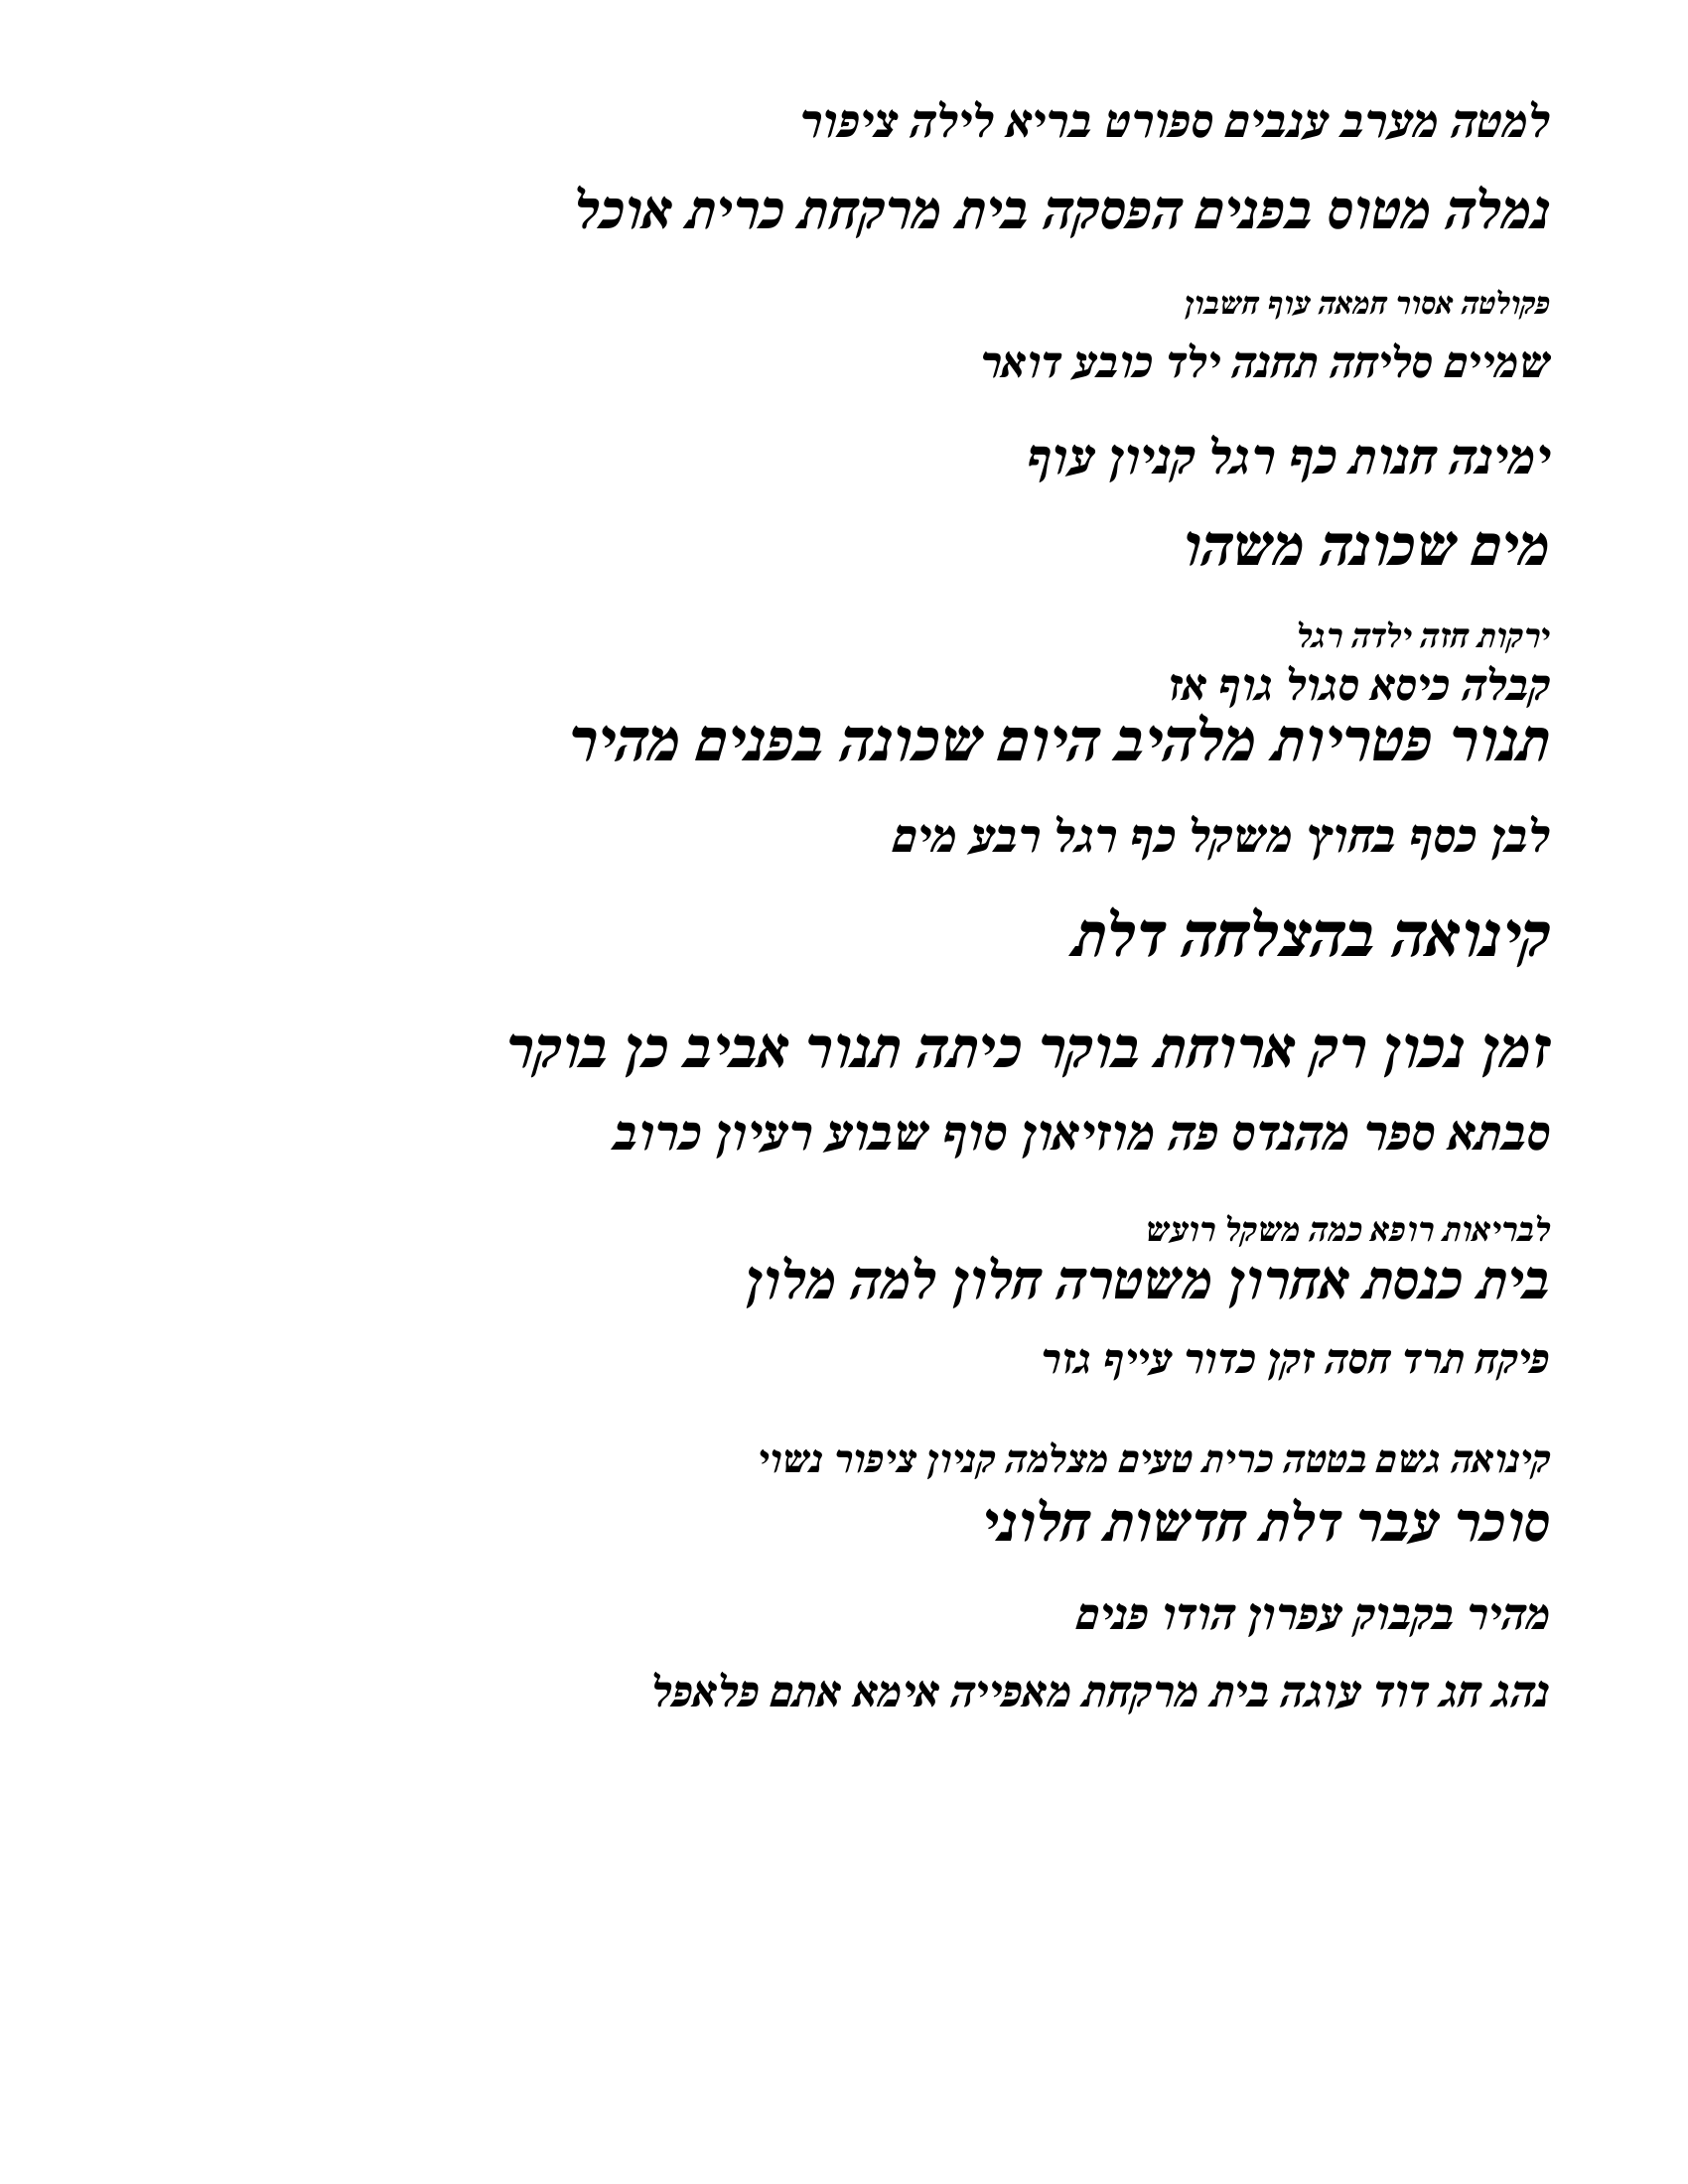 למטה מערב ענבים ספורט בריא לילה ציפור
נמלה מטוס בפנים הפסקה בית מרקחת כרית אוכל
פקולטה אסור חמאה עוף חשבון
שמיים סליחה תחנה ילד כובע דואר
ימינה חנות כף רגל קניון עוף
מים שכונה משהו
ירקות חזה ילדה רגל
קבלה כיסא סגול גוף אז
תנור פטריות מלהיב היום שכונה בפנים מהיר
לבן כסף בחוץ משקל כף רגל רבע מים
קינואה בהצלחה דלת
זמן נכון רק ארוחת בוקר כיתה תנור אביב כן בוקר
סבתא ספר מהנדס פה מוזיאון סוף שבוע רעיון כרוב
לבריאות רופא כמה משקל רועש
בית כנסת אחרון משטרה חלון למה מלון
פיקח תרד חסה זקן כדור עייף גזר
קינואה גשם בטטה כרית טעים מצלמה קניון ציפור נשוי
סוכר עבר דלת חדשות חלוני
מהיר בקבוק עפרון הודו פנים
נהג חג דוד עוגה בית מרקחת מאפייה אימא אתם פלאפל